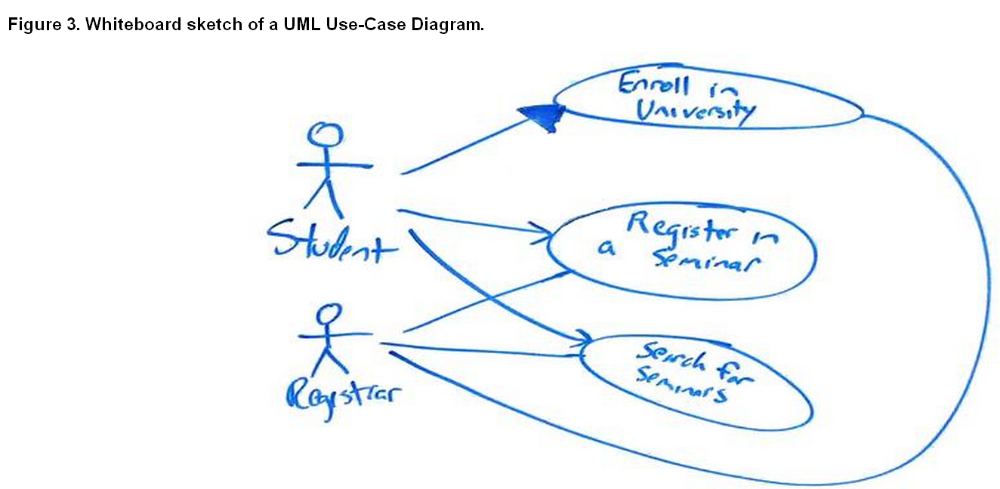 Figure 3. Whiteboard sketch of a UML Use-Case Diagram.
Enroll in
University
Student
Register in
a Seminar
Registrar
Search for
Seminars